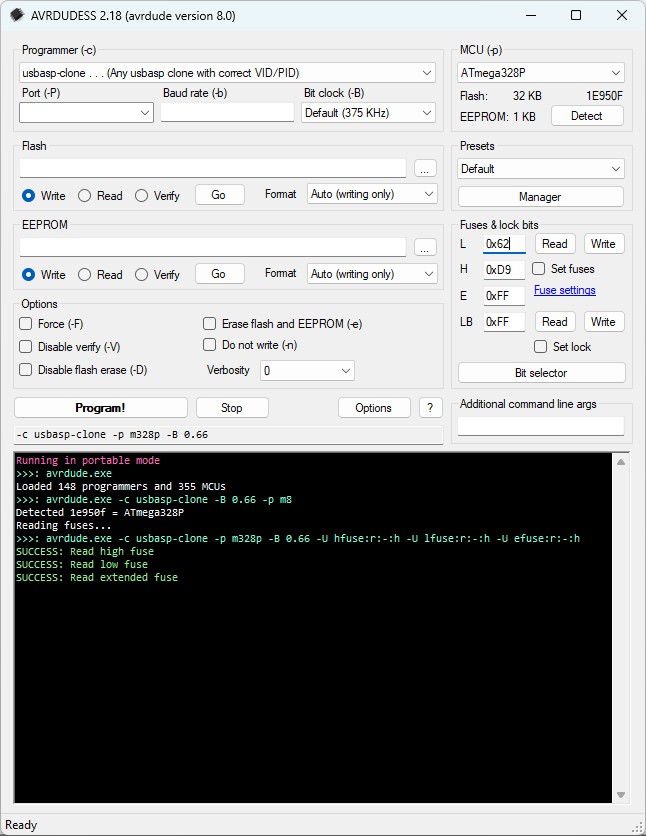 AVRDUDESS 2.18 (avrdude version 8.0)
Programmer (-c)
usbasp-clone . . . (Any usbasp clone with correct VID/PID)
Port (-P)
Baud rate (-b)
Bit clock (-B)
Default (375 KHz)
MCU (-p)
ATmega328P
Flash: 32 KB 1E950F
EEPROM: 1 KB Detect
Flash
...
Write Read Verify Go Format Auto (writing only)
Presets
Default
Manager
EEPROM
...
Write Read Verify Go Format Auto (writing only)
Fuses & lock bits
L 0x62 Read Write
H 0xD9 Set fuses
E 0xFF Fuse settings
LB 0xFF Read Write
Set lock
Bit selector
Options
Force (-F) Erase flash and EEPROM (-e)
Disable verify (-V) Do not write (-n)
Disable flash erase (-D) Verbosity 0
Program! Stop Options ?
Additional command line args
-c usbasp-clone -p m328p -B 0.66
Running in portable mode
>>>: avrdude.exe
Loaded 148 programmers and 355 MCUs
>>>: avrdude.exe -c usbasp-clone -B 0.66 -p m8
Detected 1e950f = ATmega328P
Reading fuses...
>>>: avrdude.exe -c usbasp-clone -p m328p -B 0.66 -U hfuse:r:-:h -U lfuse:r:-:h -U efuse:r:-:h
SUCCESS: Read high fuse
SUCCESS: Read low fuse
SUCCESS: Read extended fuse
Ready